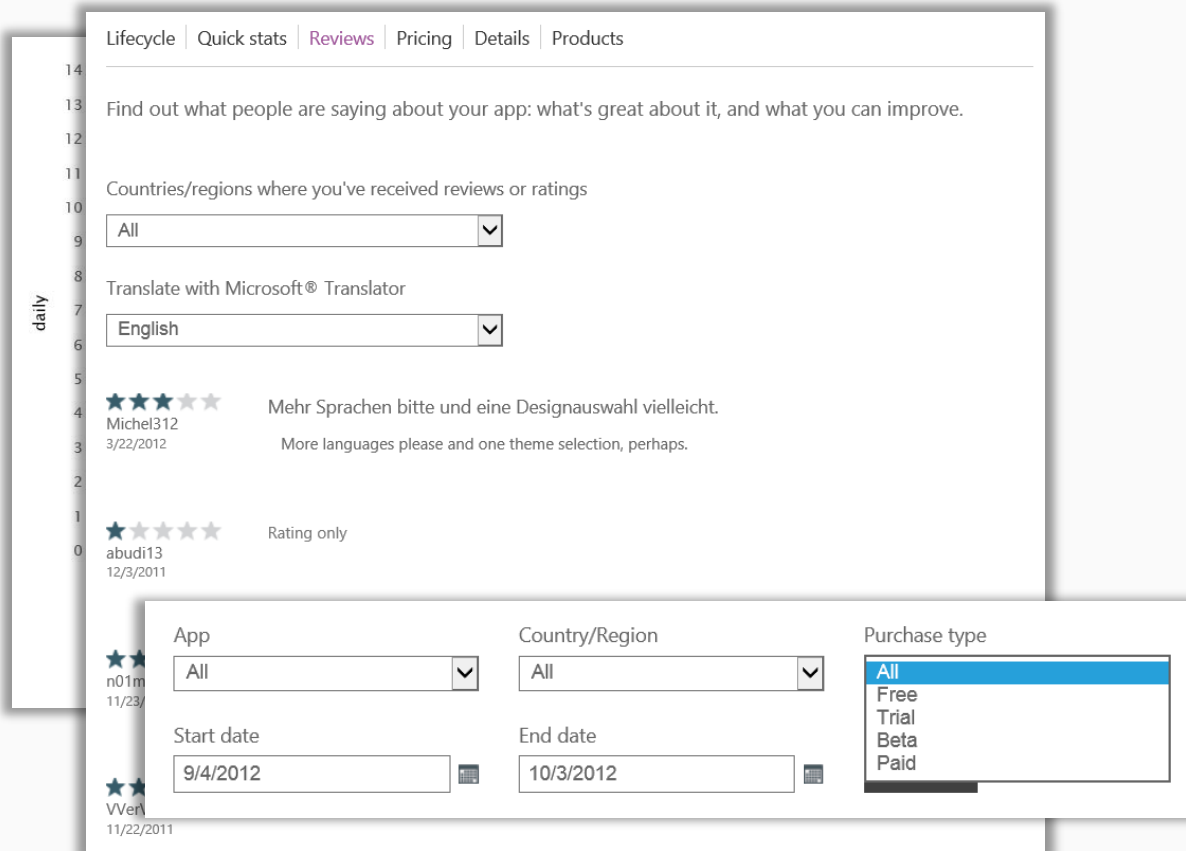 Lifecycle Quick stats Reviews Pricing Details Products
Find out what people are saying about your app: what's great about it, and what you can improve.
Countries/regions where you've received reviews or ratings
All
Translate with Microsoft® Translator
English
14
13
12
11
10
9
8
7
6
5
4
3
2
1
0
daily
Mehr Sprachen bitte und eine Designauswahl vielleicht.
Michel312
3/22/2012
More languages please and one theme selection, perhaps.
Rating only
abudi13
12/3/2011
n01m
11/23/
VVerV
11/22/2011
App
All
Country/Region
All
Purchase type
All
Free
Trial
Beta
Paid
Start date
9/4/2012
End date
10/3/2012